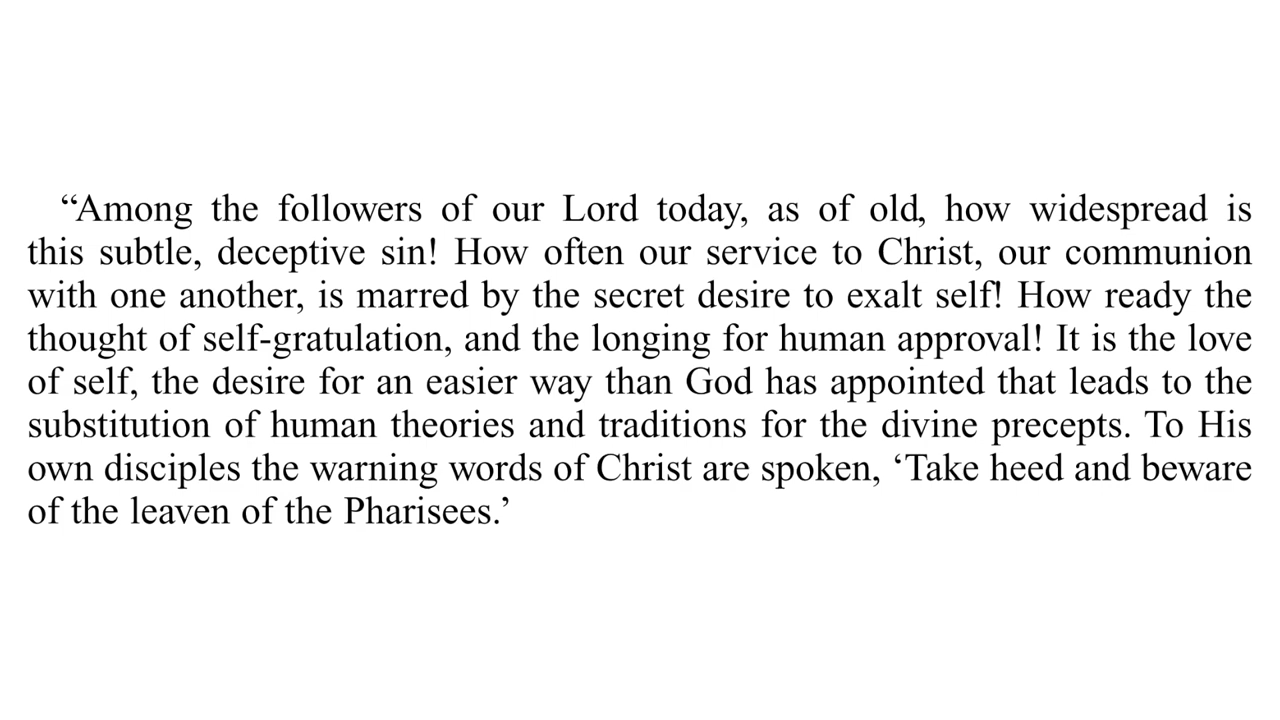 “Among the followers of our Lord today, as of old, how widespread is
this subtle, deceptive sin! How often our service to Christ, our communion
with one another, is marred by the secret desire to exalt self! How ready the
thought of self-gratulation, and the longing for human approval! It is the love
of self, the desire for an easier way than God has appointed that leads to the
substitution of human theories and traditions for the divine precepts. To His
own disciples the warning words of Christ are spoken, ‘Take heed and beware
of the leaven of the Pharisees.’